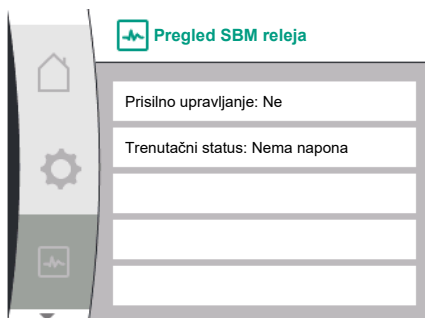 Pregled SBM releja
Prisilno upravljanje: Ne
Trenutačni status: Nema napona